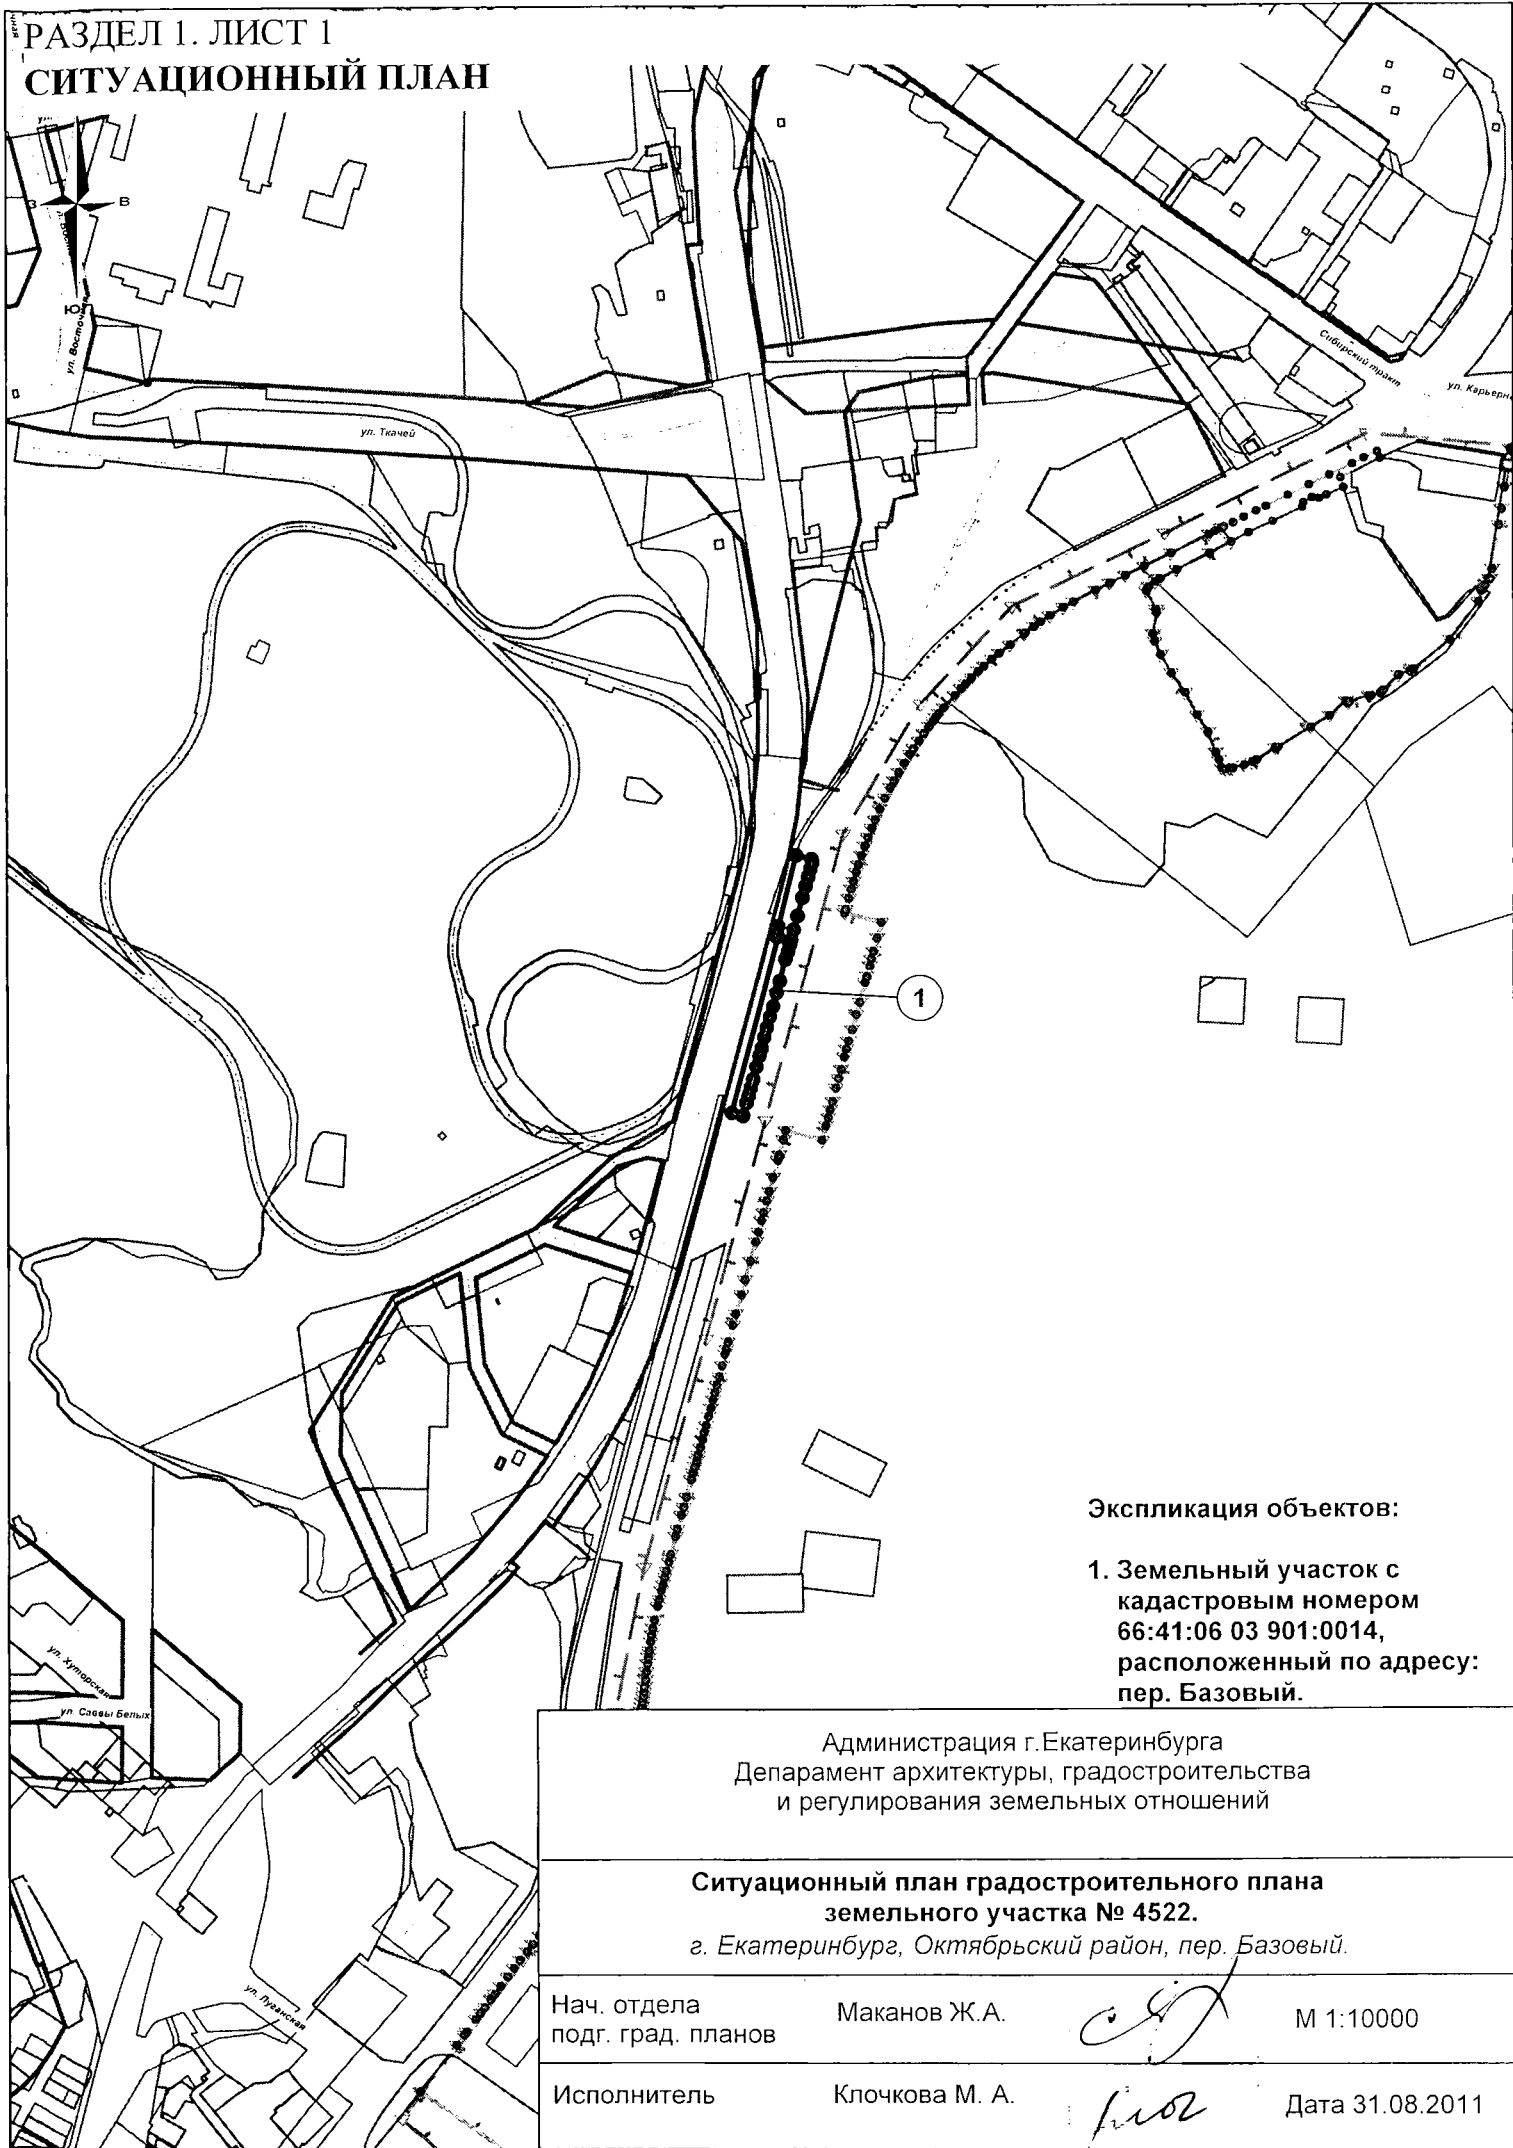 РАЗДЕЛ 1. ЛИСТ 1
СИТУАЦИОННЫЙ ПЛАН
З
В
Ю
ул. Восточная
ул. Ткачей
Сибирский тракт
ул. Карьерн
1
ул. Хуторская
ул. Саввы Белых
ул. Луганская
Экспликация объектов:
1. Земельный участок с
кадастровым номером
66:41:06 03 901:0014,
расположенный по адресу:
пер. Базовый.
Администрация г.Екатеринбурга
Депарамент архитектуры, градостроительства
и регулирования земельных отношений
Ситуационный план градостроительного плана
земельного участка № 4522.
г. Екатеринбург, Октябрьский район, пер. Базовый.
Нач. отдела
подг. град. планов
Маканов Ж.А.
М 1:10000
Исполнитель
Клочкова М. А.
Дата 31.08.2011